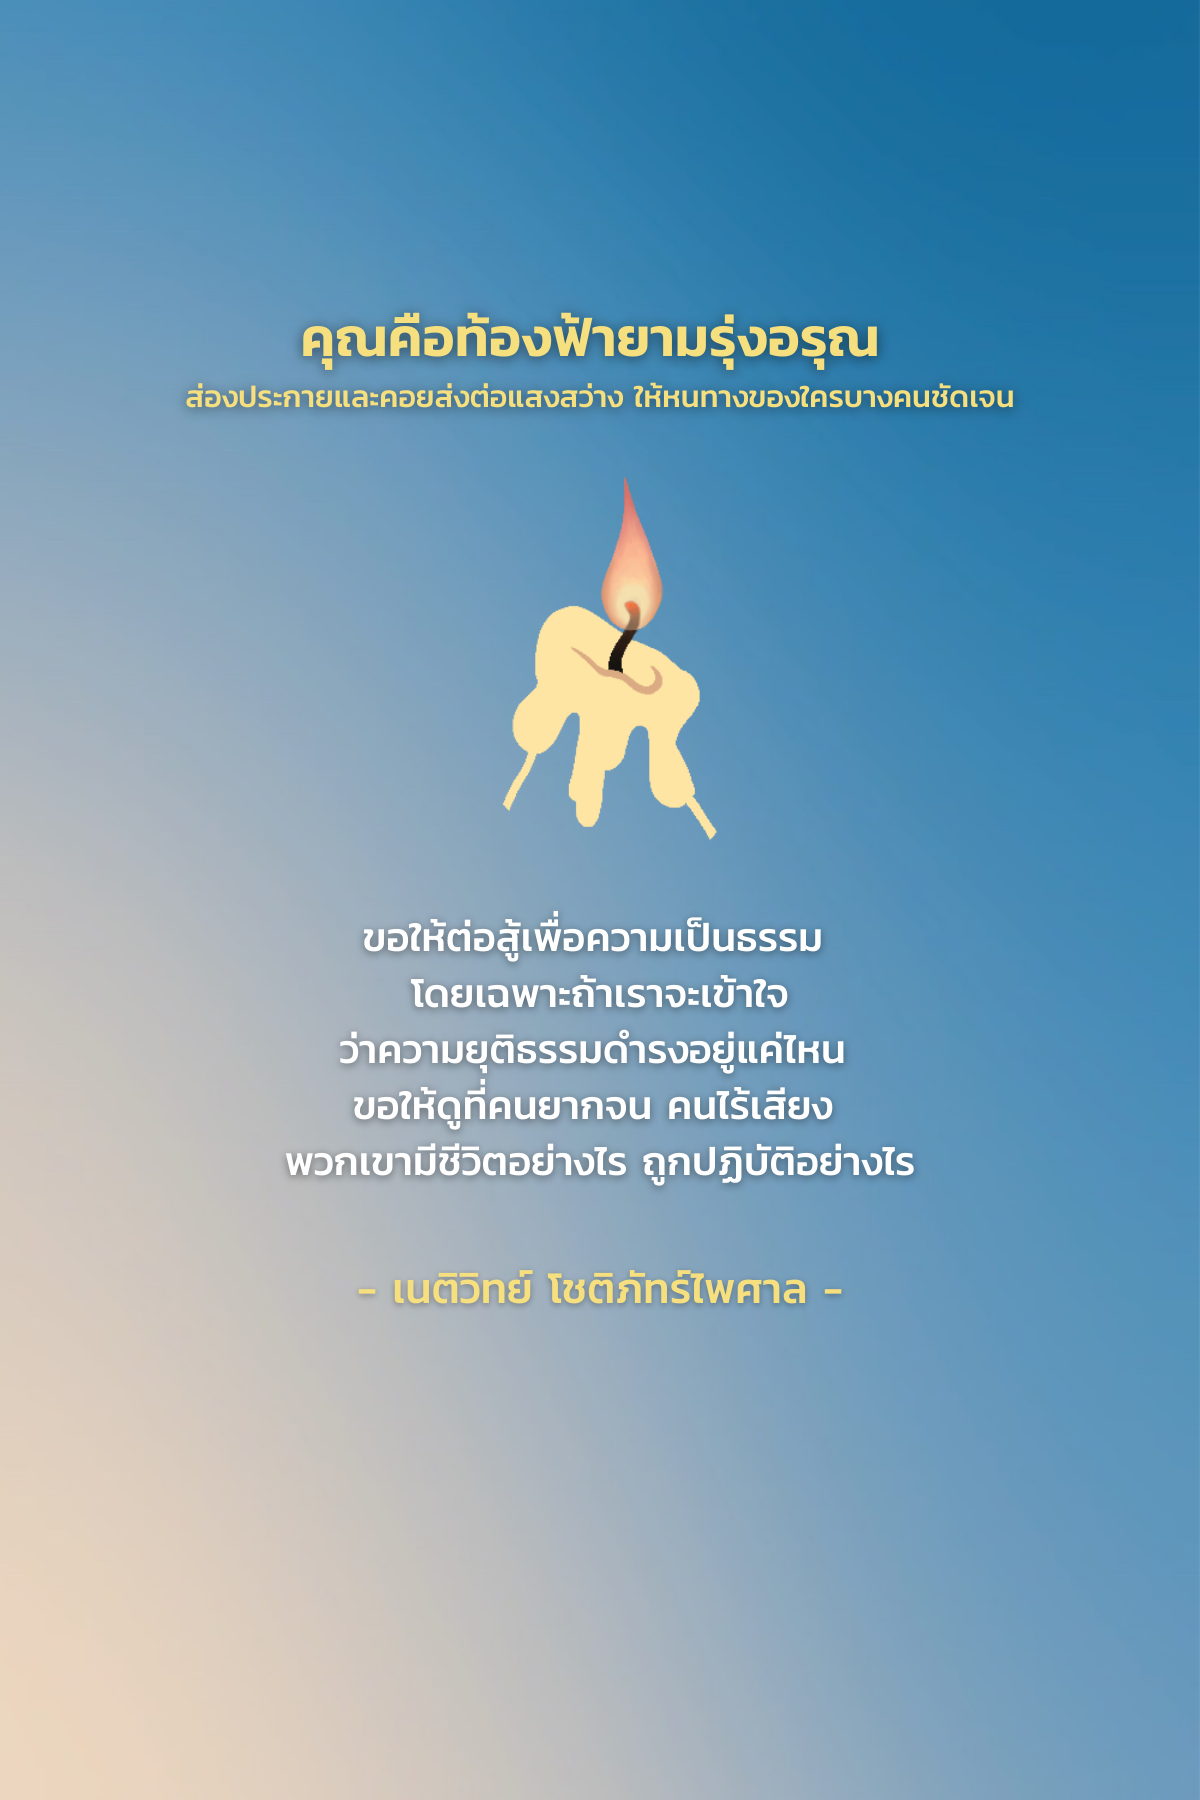 คุณคือท้องฟ้ายามรุ่งอรุณ
ส่องประกายและคอยส่งต่อแสงสว่าง ให้หนทางของใครบางคนชัดเจน
ขอให้ต่อสู้เพื่อความเป็นธรรม
โดยเฉพาะถ้าเราจะเข้าใจ
ว่าความยุติธรรมดำรงอยู่แค่ไหน
ขอให้ดูที่คนยากจน คนไร้เสียง
พวกเขามีชีวิตอย่างไร ถูกปฏิบัติอย่างไร
- เนติวิทย์ โชติภัทร์ไพศาล -